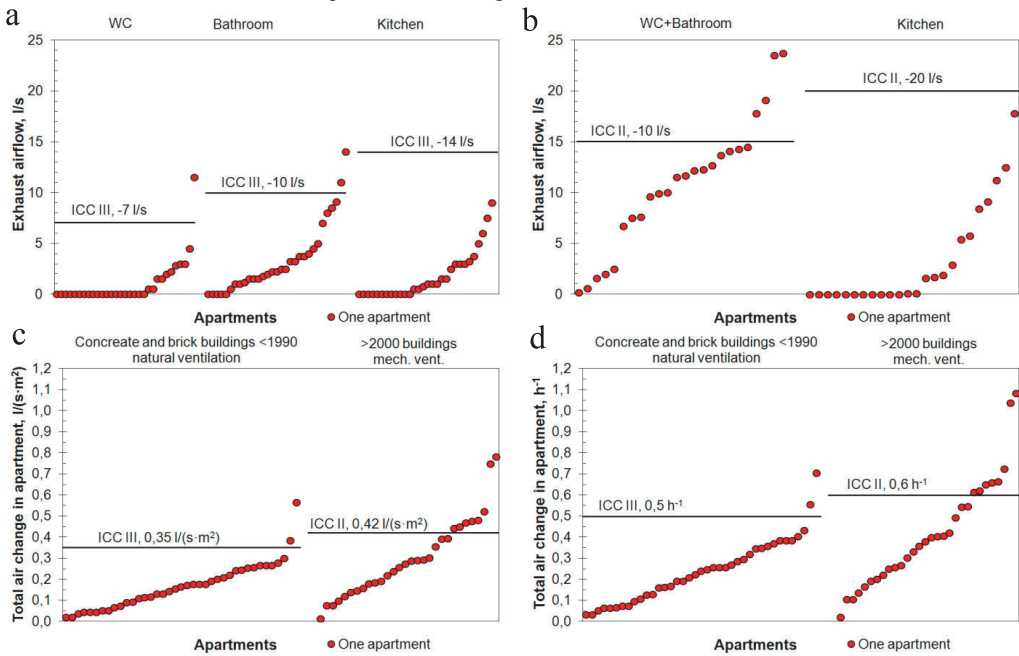 a
WC
Bathroom
Kitchen
25
20
15
10
5
0
Exhaust airflow, l/s
ICC III, -7 l/s
ICC III, -10 l/s
ICC III, -14 l/s
Apartments
One apartment
b
WC+Bathroom
Kitchen
25
20
15
10
5
0
Exhaust airflow, l/s
ICC II, -10 l/s
ICC II, -20 l/s
Apartments
One apartment
c
Concreate and brick buildings <1990
natural ventilation
>2000 buildings
mech. vent.
1,2
1,1
1,0
0,9
0,8
0,7
0,6
0,5
0,4
0,3
0,2
0,1
0,0
Total air change in apartment, l/(s·m²)
ICC III, 0,35 l/(s·m²)
ICC II, 0,42 l/(s·m²)
Apartments
One apartment
d
Concreate and brick buildings <1990
natural ventilation
>2000 buildings
mech. vent.
1,2
1,1
1,0
0,9
0,8
0,7
0,6
0,5
0,4
0,3
0,2
0,1
0,0
Total air change in apartment, h⁻¹
ICC III, 0,5 h⁻¹
ICC II, 0,6 h⁻¹
Apartments
One apartment